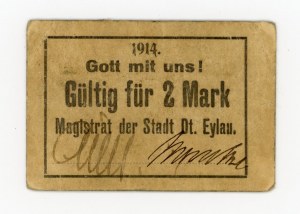 1914.
Gott mit uns!
Gültig für 2 Mark
Magistrat der Stadt Dt. Eylau.